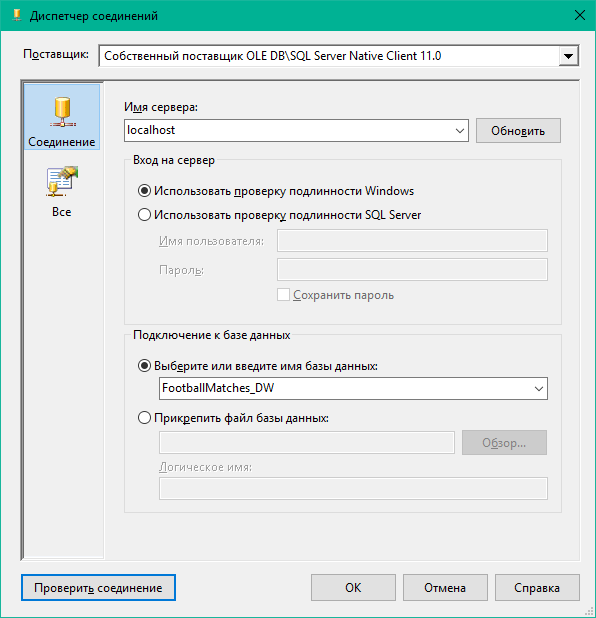 Диспетчер соединений
Поставщик: Собственный поставщик OLE DB\SQL Server Native Client 11.0
Соединение
Все
Имя сервера:
localhost
Обновить
Вход на сервер
Использовать проверку подлинности Windows
Использовать проверку подлинности SQL Server
Имя пользователя:
Пароль:
Сохранить пароль
Подключение к базе данных
Выберите или введите имя базы данных:
FootballMatches_DW
Прикрепить файл базы данных:
Обзор...
Логическое имя:
Проверить соединение
ОК
Отмена
Справка